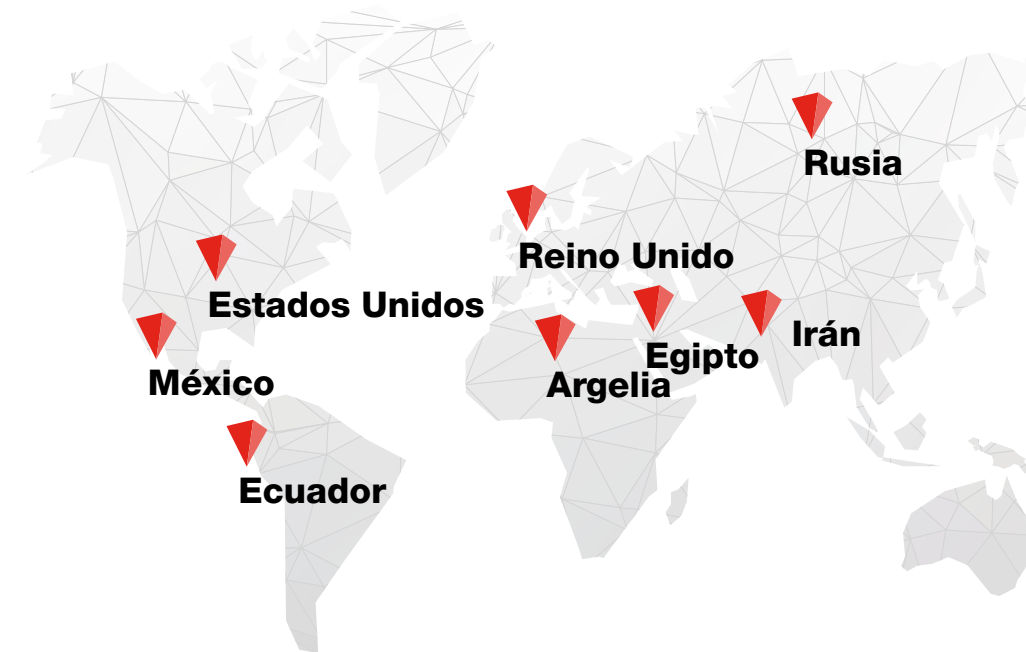 Rusia
Reino Unido
Estados Unidos
Irán
Egipto
México
Argelia
Ecuador